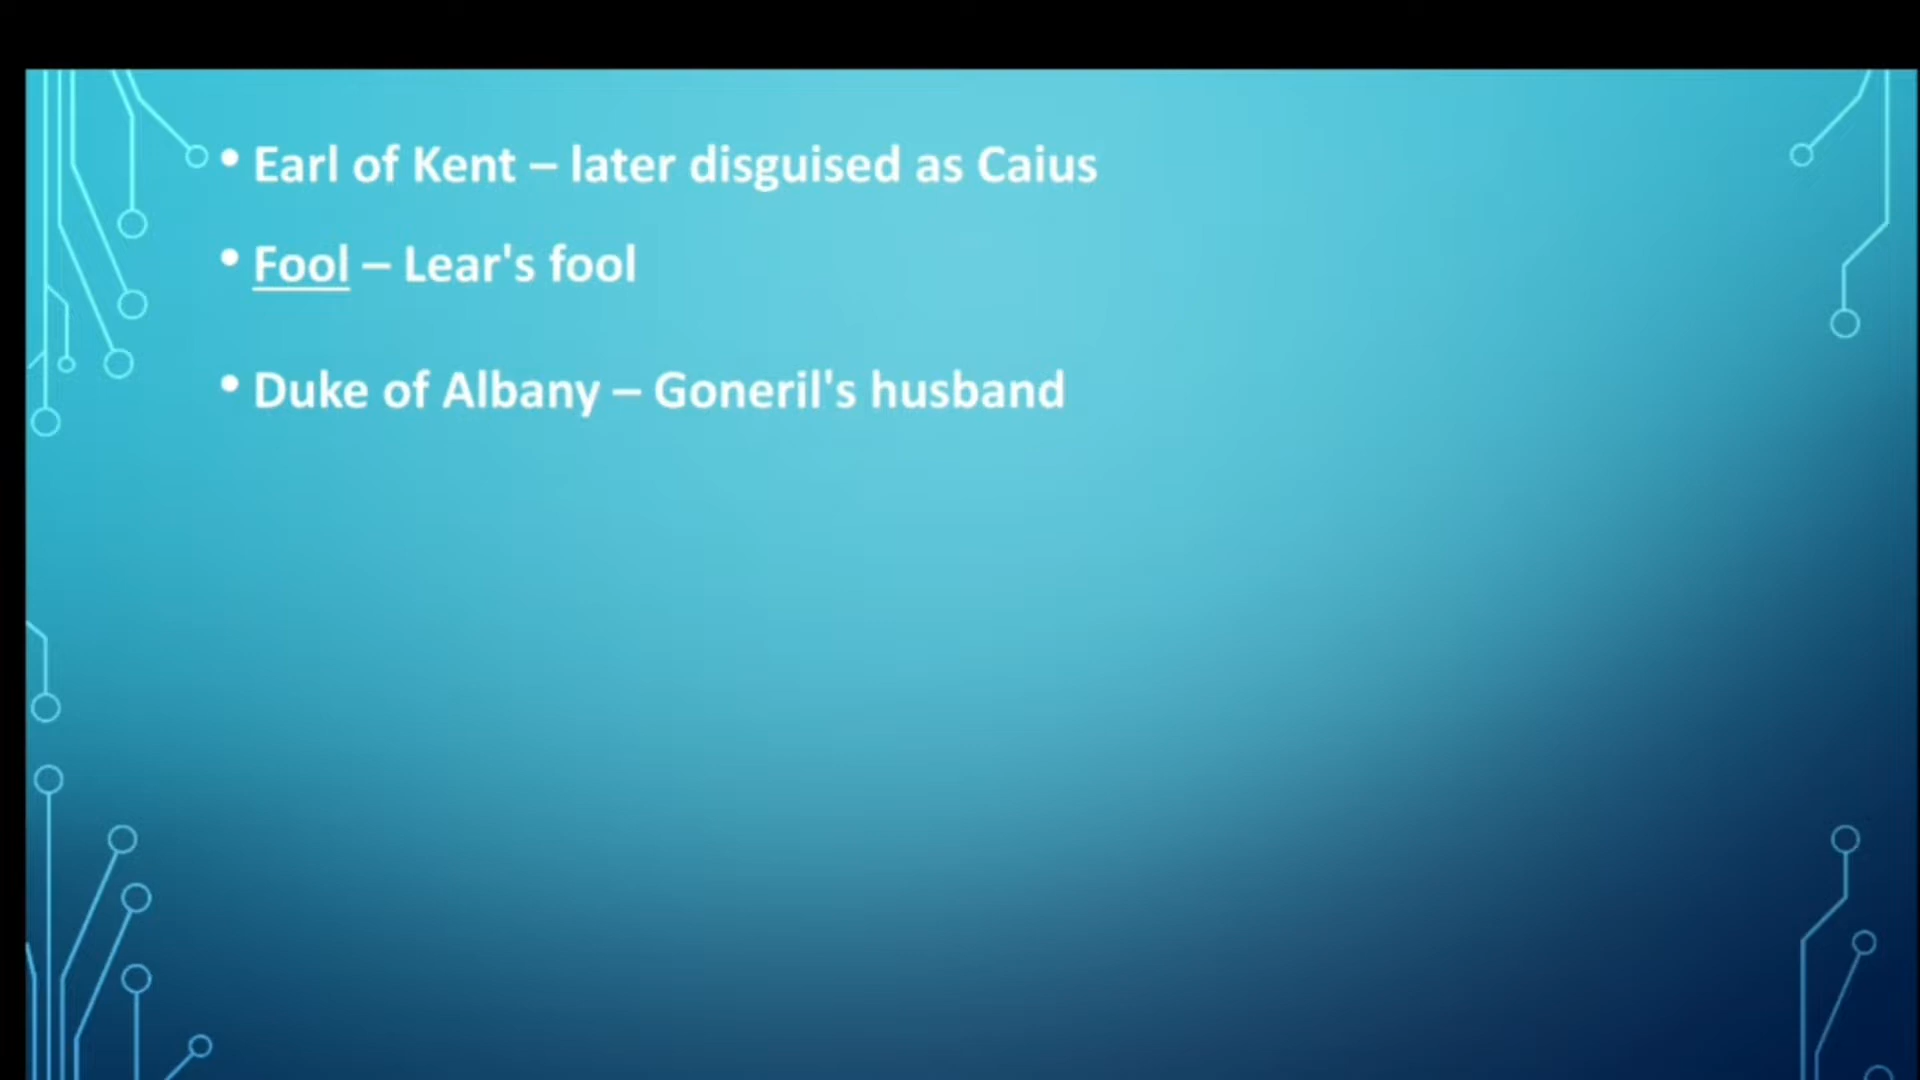 • Earl of Kent – later disguised as Caius
• Fool – Lear's fool
• Duke of Albany – Goneril's husband